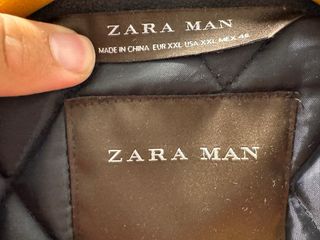 ZARA MAN
MADE IN CHINA EUR XXL USA XXL MEX 46
ZARA MAN